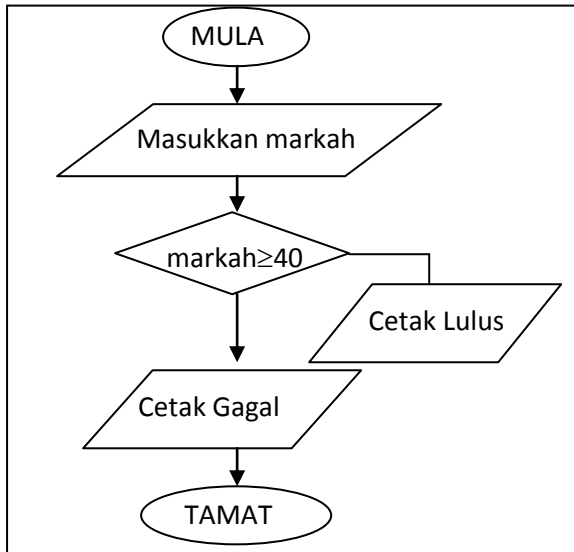 MULA
Masukkan markah
markah≥40
Cetak Lulus
Cetak Gagal
TAMAT